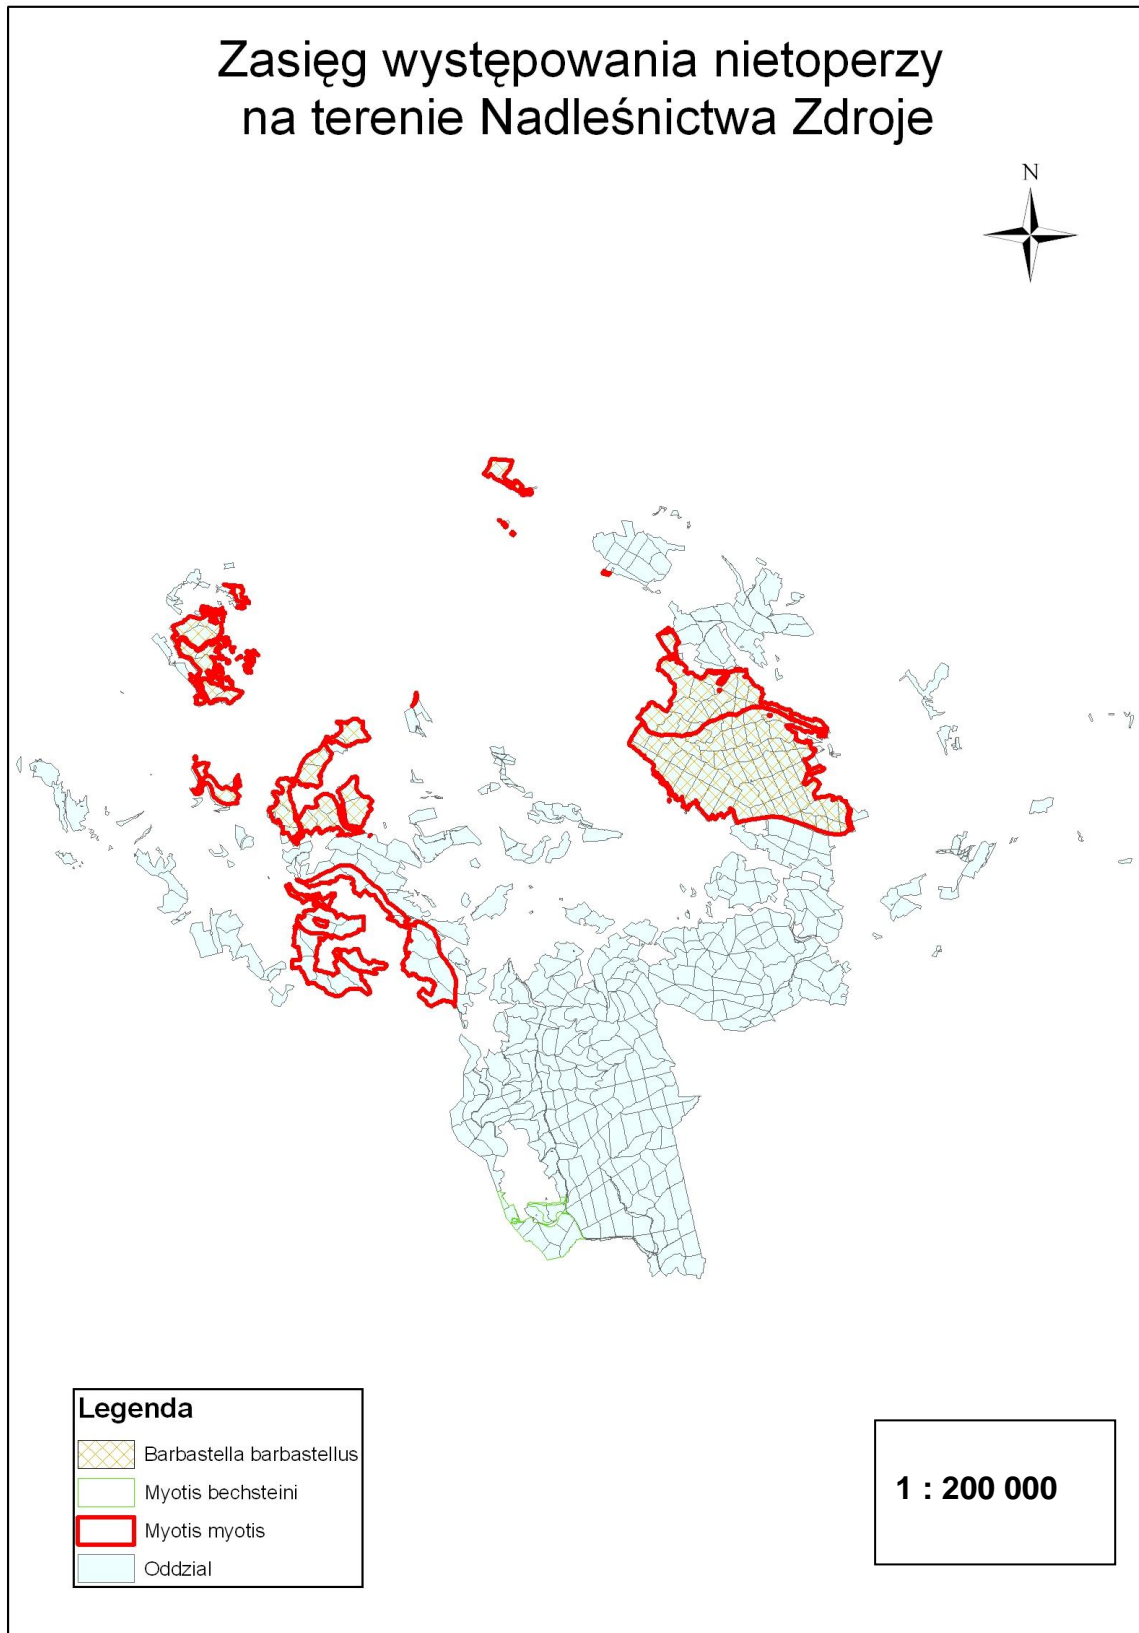 Zasięg występowania nietoperzy
na terenie Nadleśnictwa Zdroje
N
Legenda
Barbastella barbastellus
Myotis bechsteini
Myotis myotis
Oddzial
1 : 200 000